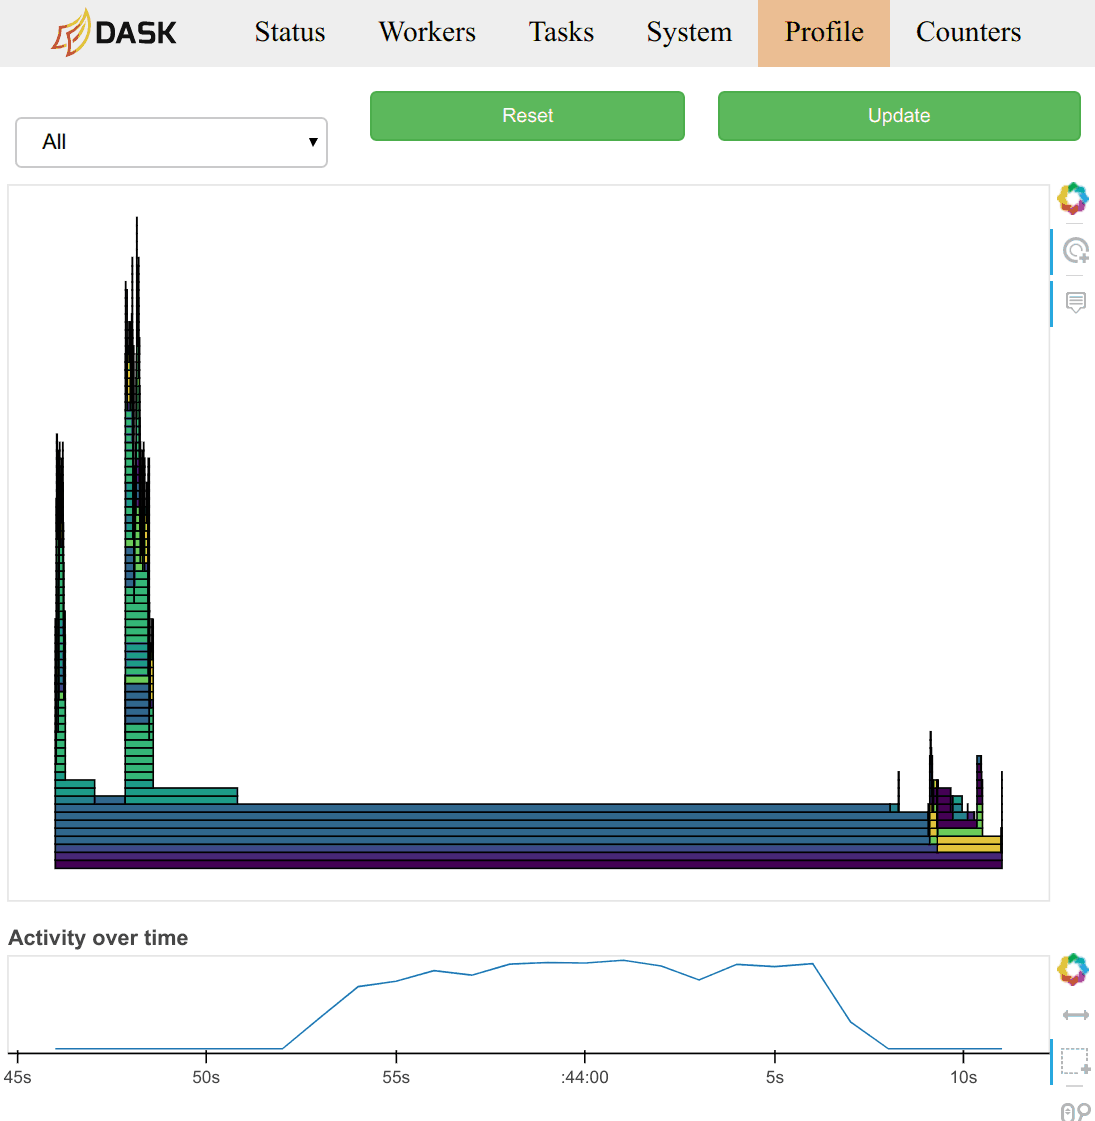 DASK Status Workers Tasks System Profile Counters
All Reset Update
Activity over time
45s 50s 55s :44:00 5s 10s